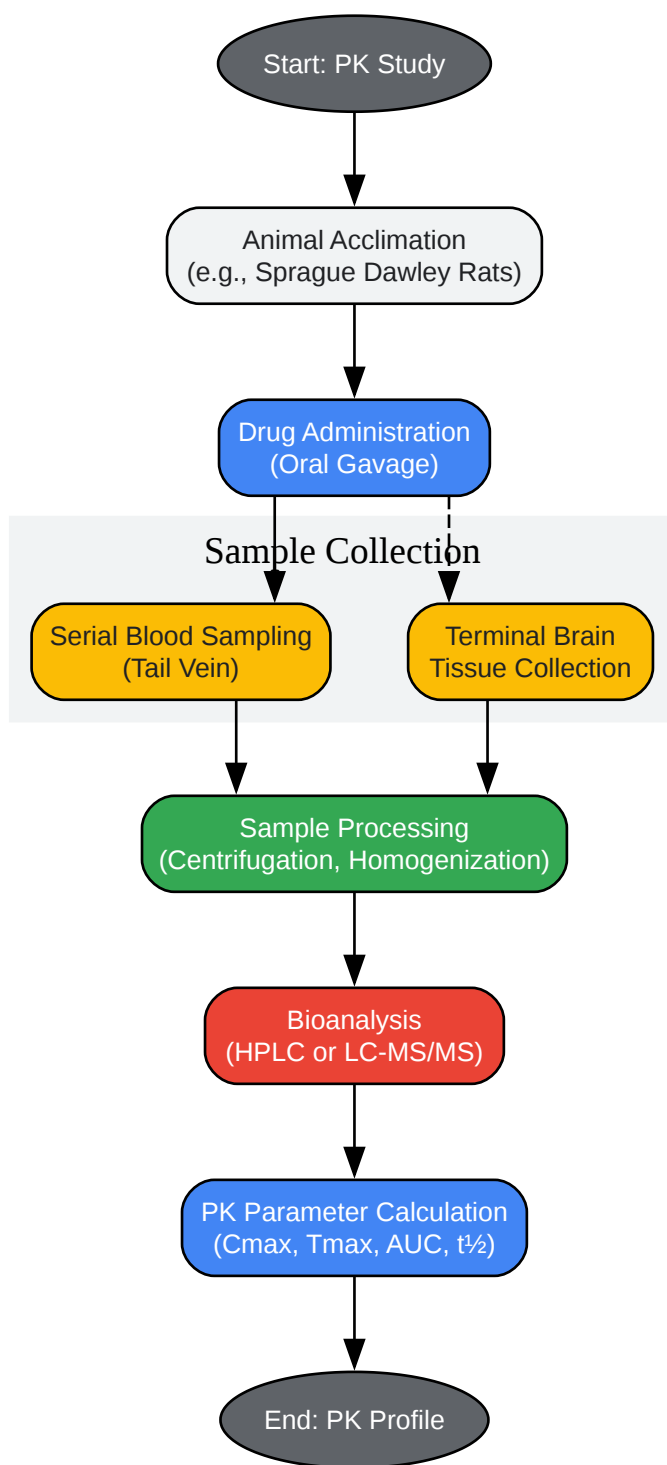 Start: PK Study
Animal Acclimation
(e.g., Sprague Dawley Rats)
Drug Administration
(Oral Gavage)
Sample Collection
Serial Blood Sampling
(Tail Vein)
Terminal Brain
Tissue Collection
Sample Processing
(Centrifugation, Homogenization)
Bioanalysis
(HPLC or LC-MS/MS)
PK Parameter Calculation
(Cmax, Tmax, AUC, t½)
End: PK Profile